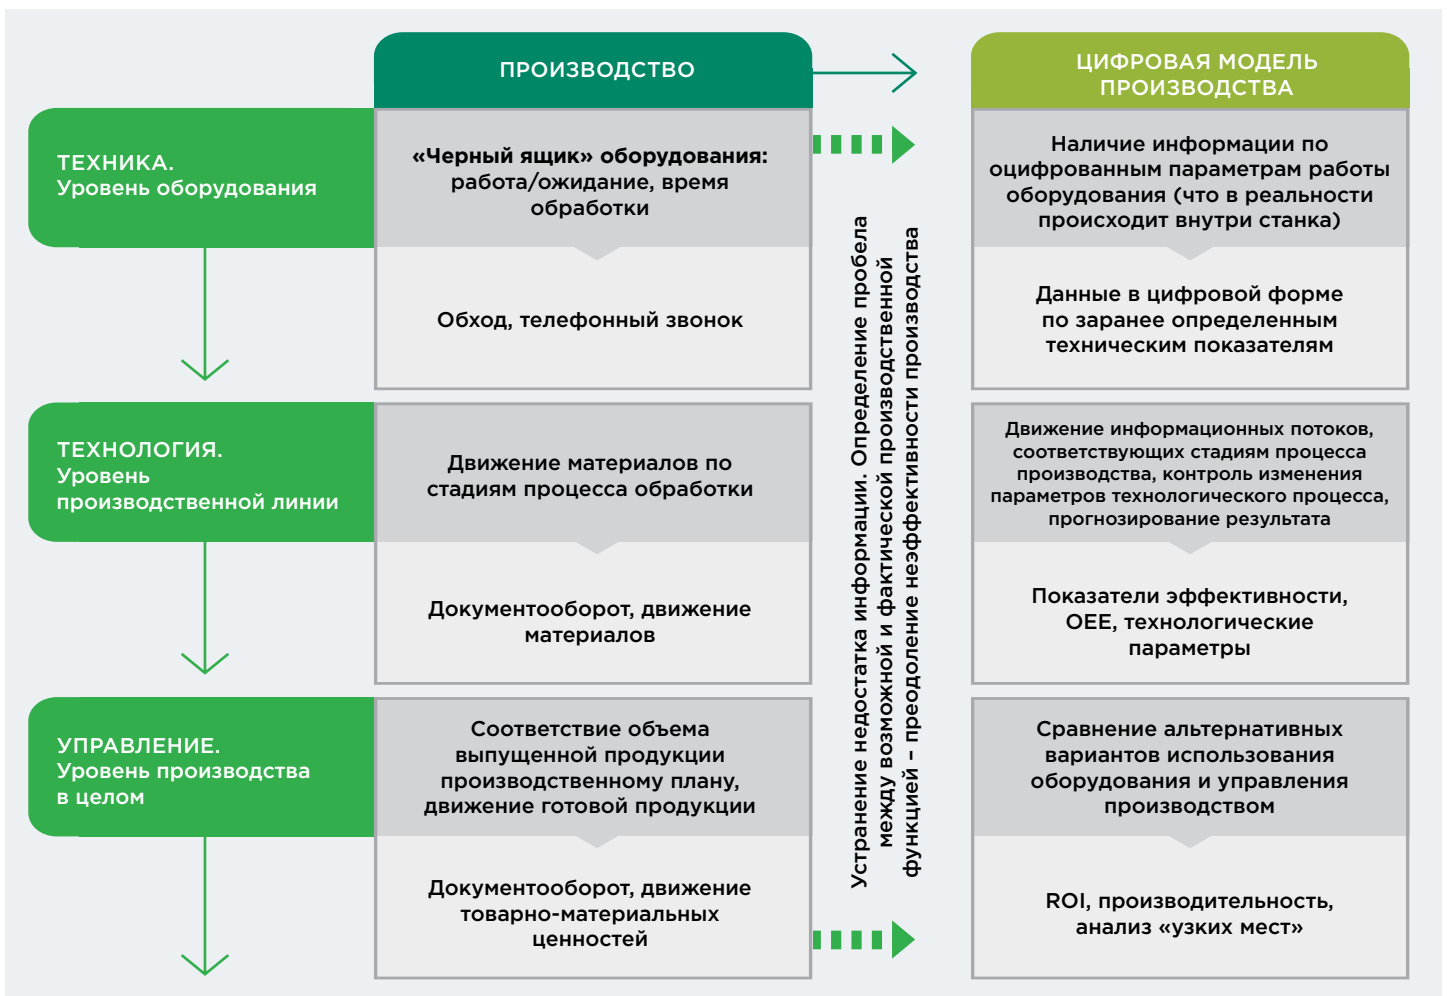 ПРОИЗВОДСТВО
ЦИФРОВАЯ МОДЕЛЬ
ПРОИЗВОДСТВА
ТЕХНИКА.
Уровень оборудования
«Черный ящик» оборудования:
работа/ожидание, время
обработки
Обход, телефонный звонок
Наличие информации по
оцифрованным параметрам работы
оборудования (что в реальности
происходит внутри станка)
Данные в цифровой форме
по заранее определенным
техническим показателям
Устранение недостатка информации. Определение пробела
между возможной и фактической производственной
функцией – преодоление неэффективности производства
ТЕХНОЛОГИЯ.
Уровень
производственной линии
Движение материалов по
стадиям процесса обработки
Документооборот, движение
материалов
Движение информационных потоков,
соответствующих стадиям процесса
производства, контроль изменения
параметров технологического процесса,
прогнозирование результата
Показатели эффективности,
OEE, технологические
параметры
УПРАВЛЕНИЕ.
Уровень производства
в целом
Соответствие объема
выпущенной продукции
производственному плану,
движение готовой продукции
Документооборот, движение
товарно-материальных
ценностей
Сравнение альтернативных
вариантов использования
оборудования и управления
производством
ROI, производительность,
анализ «узких мест»